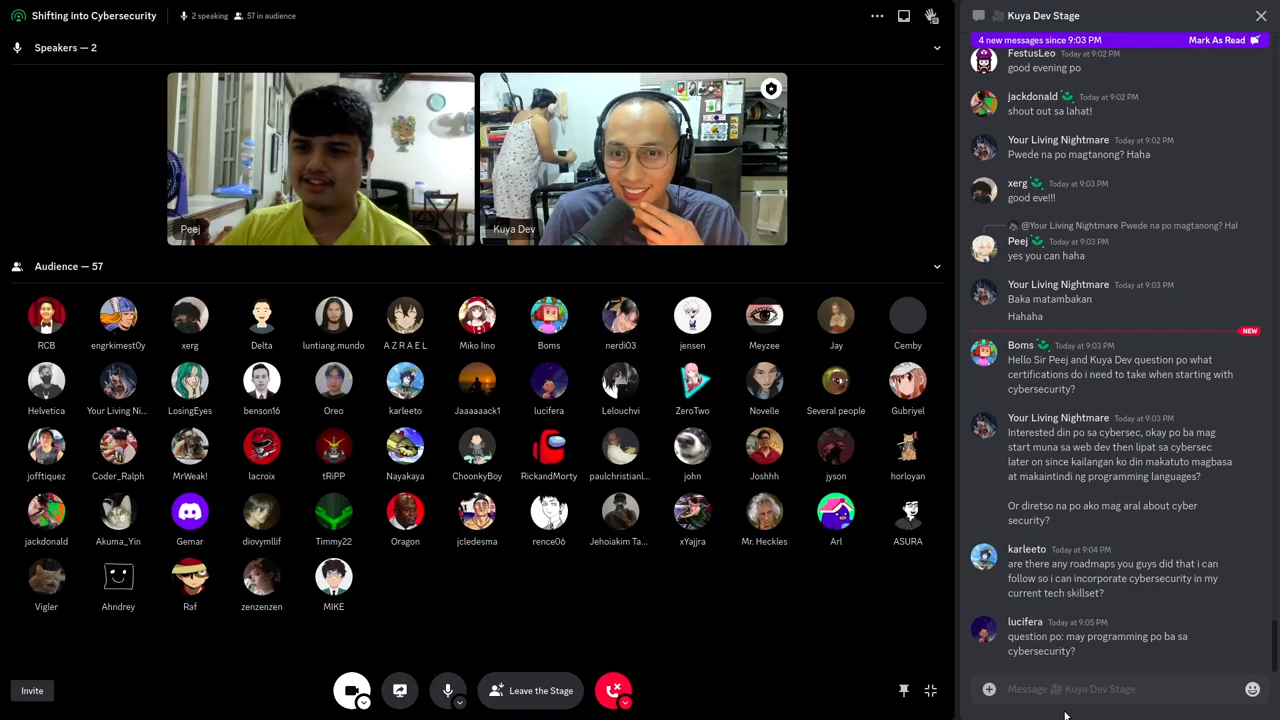 Shifting into Cybersecurity
2 speaking 57 in audience
Speakers — 2
Peej
Kuya Dev
Audience — 57
RCB engrkimest0y xerg Delta luntiang.mundo A Z R A E L Miko Iino Boms nerdi03 jensen Meyzee Jay Cemby
Helvetica Your Living Ni... LosingEyes benson16 Oreo karleeto Jaaaaaack1 lucifera Lelouchvi ZeroTwo Novelle Several people Gubriyel
jofftiquez Coder_Ralph MrWeak! lacroix tRiPP Nayakaya ChoonkyBoy RickandMorty paulchristianl... john Joshhh jyson horloyan
jackdonald Akuma_Yin Gemar diovymllif Timmy22 Oragon jcledesma rence06 Jehoiakim Ta... xYajjra Mr. Heckles Arl ASURA
Vigler Ahndrey Raf zenzenzen MIKE
Invite
Leave the Stage
Kuya Dev Stage
4 new messages since 9:03 PM Mark As Read
FestusLeo Today at 9:02 PM
good evening po
jackdonald Today at 9:02 PM
shout out sa lahat!
Your Living Nightmare Today at 9:02 PM
Pwede na po magtanong? Haha
xerg Today at 9:03 PM
good eve!!!
@Your Living Nightmare Pwede na po magtanong? Hal
Peej Today at 9:03 PM
yes you can haha
Your Living Nightmare Today at 9:03 PM
Baka matambakan
Hahaha
NEW
Boms Today at 9:03 PM
Hello Sir Peej and Kuya Dev question po what
certifications do i need to take when starting with
cybersecurity?
Your Living Nightmare Today at 9:03 PM
Interested din po sa cybersec, okay po ba mag
start muna sa web dev then lipat sa cybersec
later on since kailangan ko din makatuto magbasa
at makaintindi ng programming languages?
Or diretso na po ako mag aral about cyber
security?
karleeto Today at 9:04 PM
are there any roadmaps you guys did that i can
follow so i can incorporate cybersecurity in my
current tech skillset?
lucifera Today at 9:05 PM
question po: may programming po ba sa
cybersecurity?
Message Kuya Dev Stage